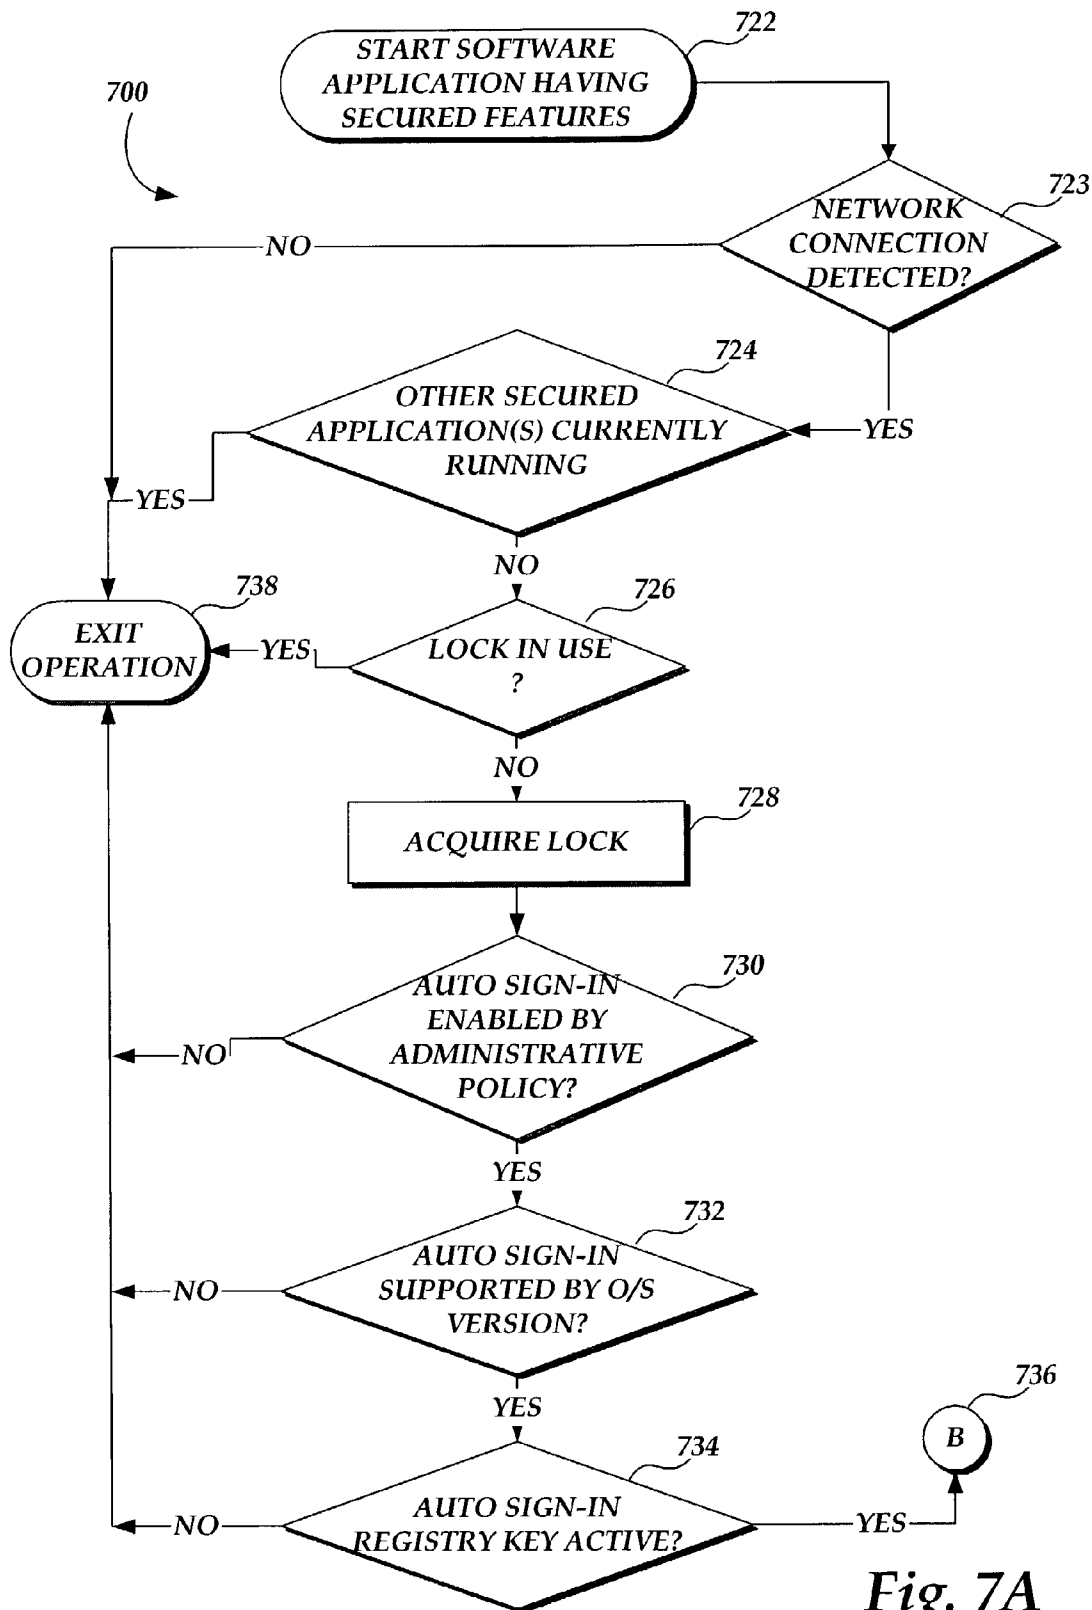 722
START SOFTWARE
APPLICATION HAVING
SECURED FEATURES
700
723
NETWORK
CONNECTION
DETECTED?
NO
724
OTHER SECURED
APPLICATION(S) CURRENTLY
RUNNING
YES
YES
NO
738
EXIT
OPERATION
726
LOCK IN USE
?
YES
NO
728
ACQUIRE LOCK
730
AUTO SIGN-IN
ENABLED BY
ADMINISTRATIVE
POLICY?
NO
YES
732
AUTO SIGN-IN
SUPPORTED BY O/S
VERSION?
NO
YES
736
B
734
AUTO SIGN-IN
REGISTRY KEY ACTIVE?
NO
YES
Fig. 7A